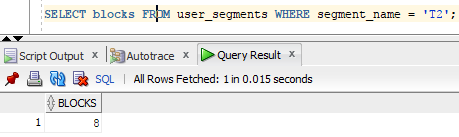 SELECT blocks FROM user_segments WHERE segment_name = 'T2';
Script Output x Autotrace x Query Result x
SQL | All Rows Fetched: 1 in 0.015 seconds
BLOCKS
1 8